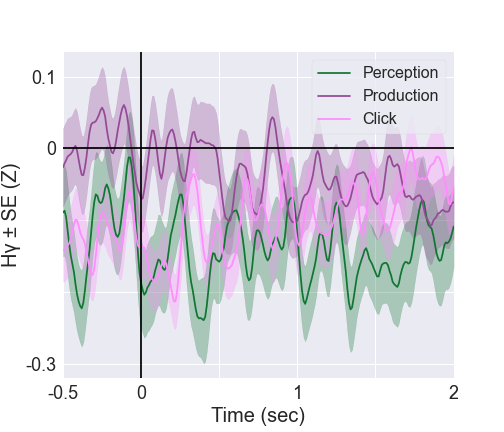 Perception
Production
Click
0.1
0
-0.3
Hγ ± SE (Z)
-0.5
0
1
2
Time (sec)